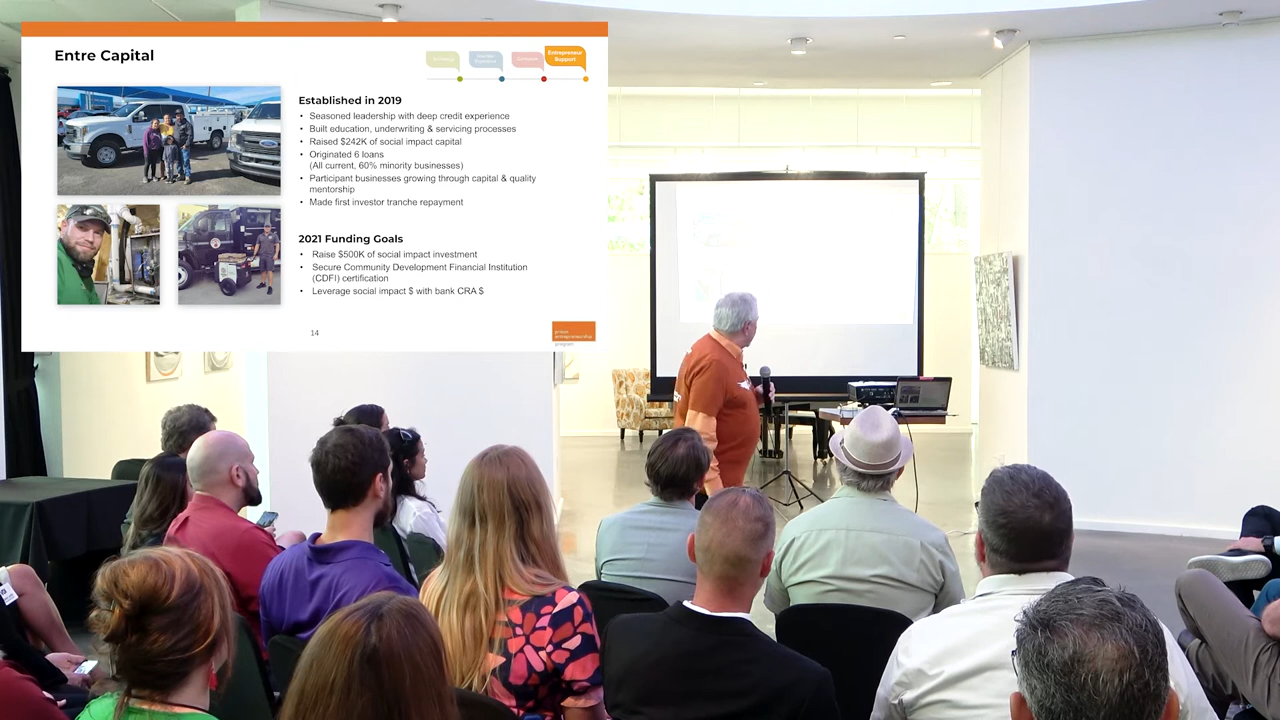 Entre Capital
Entrepreneur
Support
Established in 2019
• Seasoned leadership with deep credit experience
• Built education, underwriting & servicing processes
• Raised $242K of social impact capital
• Originated 6 loans
(All current, 60% minority businesses)
• Participant businesses growing through capital & quality
mentorship
• Made first investor tranche repayment
2021 Funding Goals
• Raise $500K of social impact investment
• Secure Community Development Financial Institution
(CDFI) certification
• Leverage social impact $ with bank CRA $
14
prison
entrepreneurship
program